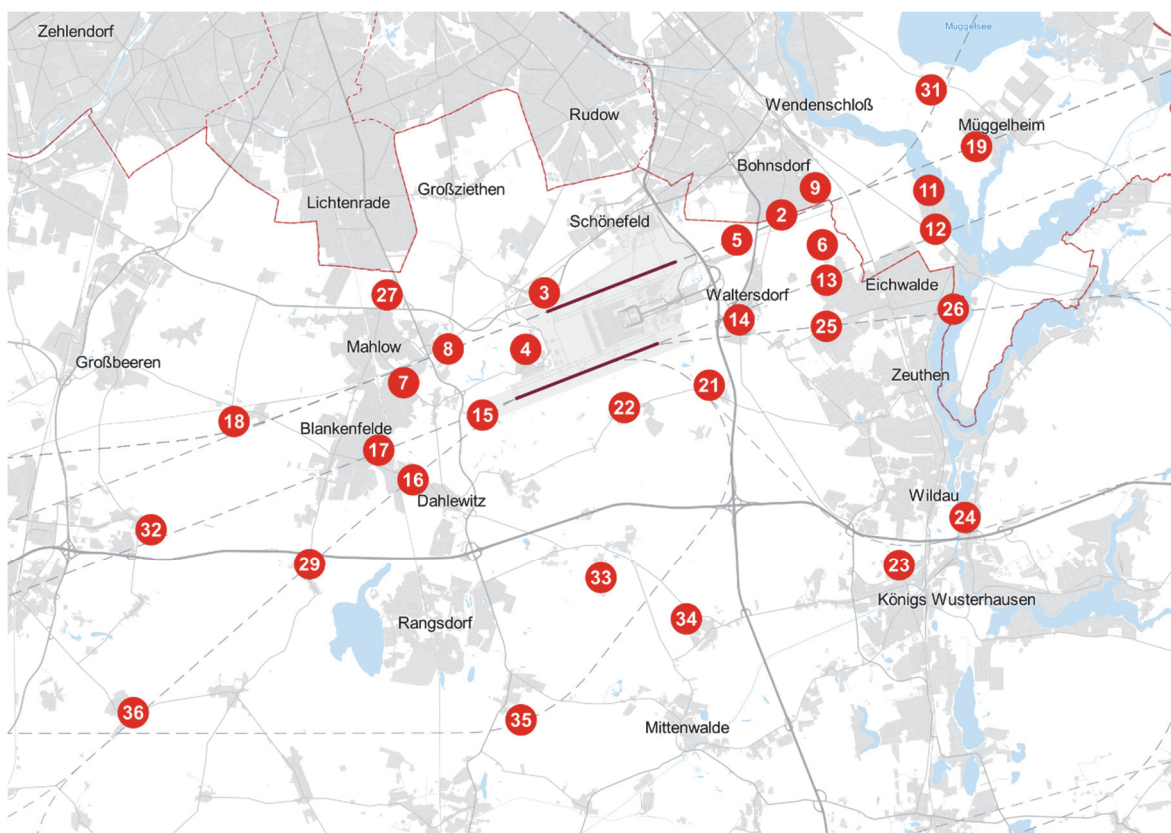 Zehlendorf
Müggelsee
31
Wendenschloß
Rudow
Müggelheim
19
Bohnsdorf
9
11
Großziethen
Lichtenrade
Schönefeld
2
12
5
6
13
Eichwalde
27
3
Waltersdorf
14
26
25
Mahlow
8
4
Großbeeren
Zeuthen
7
21
15
22
18
Blankenfelde
17
16
Dahlewitz
Wildau
24
32
29
23
33
Königs Wusterhausen
34
Rangsdorf
36
35
Mittenwalde